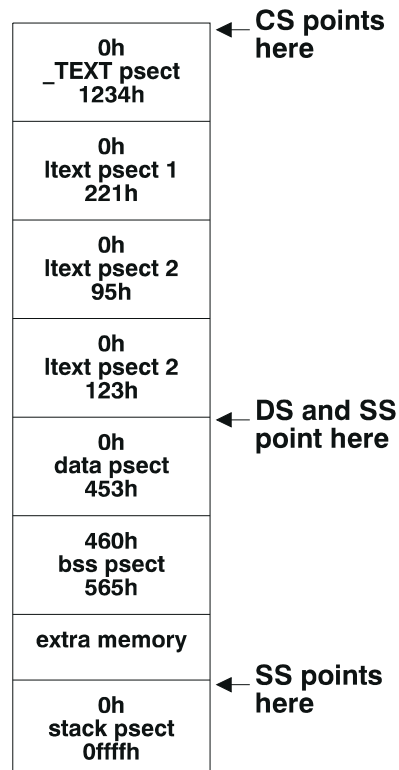 CS points
here
0h
_TEXT psect
1234h
ltext psect 1
221h
0h
ltext psect 2
95h
0h
ltext psect 2
123h
DS and SS
point here
0h
data psect
453h
460h
bss psect
565h
extra memory
SS points
here
0h
stack psect
0ffffh